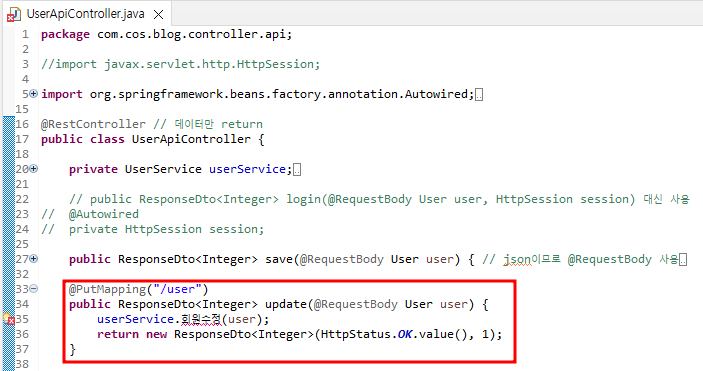 UserApiController.java
1 package com.cos.blog.controller.api;
2
3 //import javax.servlet.http.HttpSession;
4
5 import org.springframework.beans.factory.annotation.Autowired;
15
16 @RestController // 데이터만 return
17 public class UserApiController {
18
20 private UserService userService;
21
22 // public ResponseDto<Integer> login(@RequestBody User user, HttpSession session) 대신 사용
23 // @Autowired
24 // private HttpSession session;
25
27 public ResponseDto<Integer> save(@RequestBody User user) { // json이므로 @RequestBody 사용
32
33 @PutMapping("/user")
34 public ResponseDto<Integer> update(@RequestBody User user) {
35 userService.회원수정(user);
36 return new ResponseDto<Integer>(HttpStatus.OK.value(), 1);
37 }
38